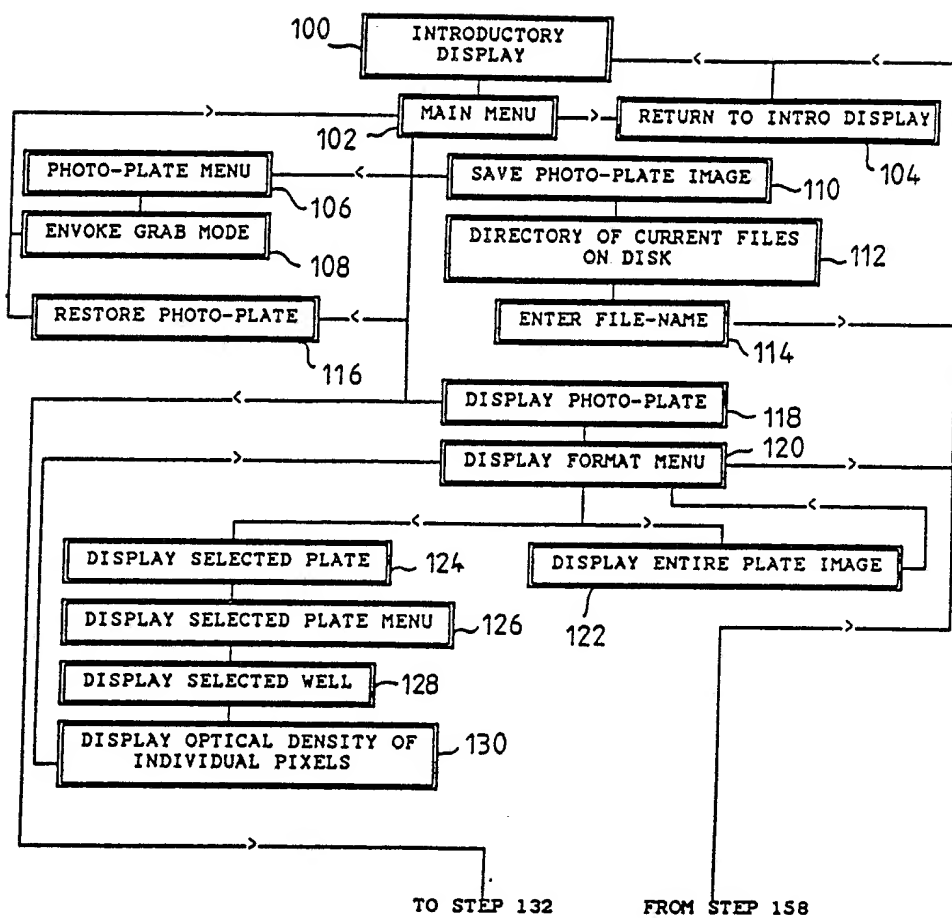 100
INTRODUCTORY
DISPLAY
MAIN MENU
102
RETURN TO INTRO DISPLAY
104
PHOTO-PLATE MENU
106
SAVE PHOTO-PLATE IMAGE
110
ENVOKE GRAB MODE
108
DIRECTORY OF CURRENT FILES
ON DISK
112
RESTORE PHOTO-PLATE
116
ENTER FILE-NAME
114
DISPLAY PHOTO-PLATE
118
DISPLAY FORMAT MENU
120
DISPLAY SELECTED PLATE
124
DISPLAY ENTIRE PLATE IMAGE
122
DISPLAY SELECTED PLATE MENU
126
DISPLAY SELECTED WELL
128
DISPLAY OPTICAL DENSITY OF
INDIVIDUAL PIXELS
130
TO STEP 132
FROM STEP 158